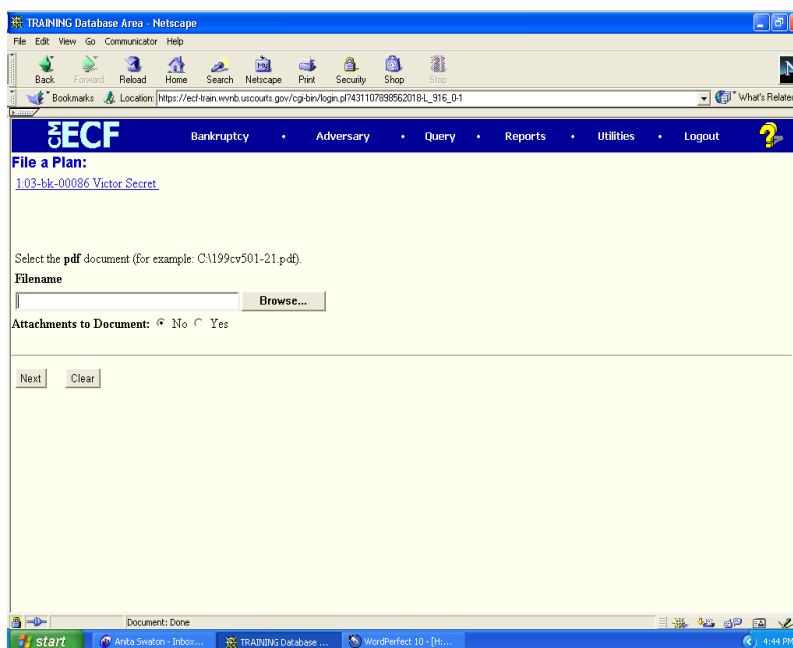 TRAINING Database Area - Netscape
File Edit View Go Communicator Help
Back Forward Reload Home Search Netscape Print Security Shop Stop
Bookmarks Location: https://ecf-train.wvnb.uscourts.gov/cgi-bin/login.pl?431107898562018-L_916_0-1 What's Relate
CM ECF Bankruptcy • Adversary • Query • Reports • Utilities • Logout ?
File a Plan:
1:03-bk-00086 Victor Secret
Select the pdf document (for example: C:\199cv501-21.pdf).
Filename
Browse...
Attachments to Document: No Yes
Next Clear
Document: Done
start Anita Swaton - Inbox... TRAINING Database ... WordPerfect 10 - [H:... 4:44 PM